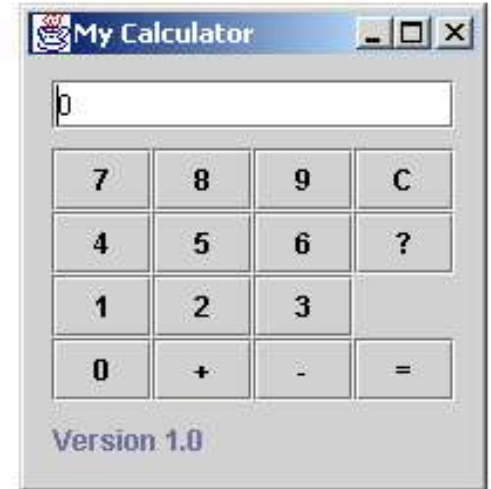 My Calculator
0
7 8 9 C
4 5 6 ?
1 2 3
0 + - =
Version 1.0